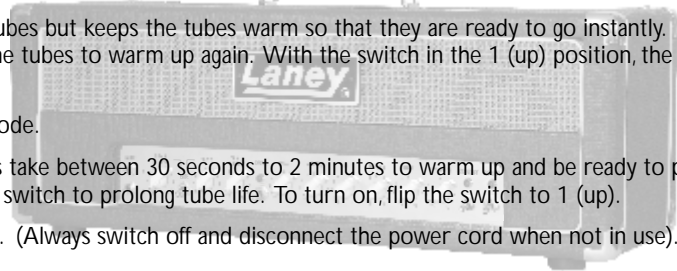 ubes but keeps the tubes warm so that they are ready to go instantly.
he tubes to warm up again. With the switch in the 1 (up) position, the
Laney
ode.
s take between 30 seconds to 2 minutes to warm up and be ready to p
switch to prolong tube life. To turn on, flip the switch to 1 (up).
. (Always switch off and disconnect the power cord when not in use).